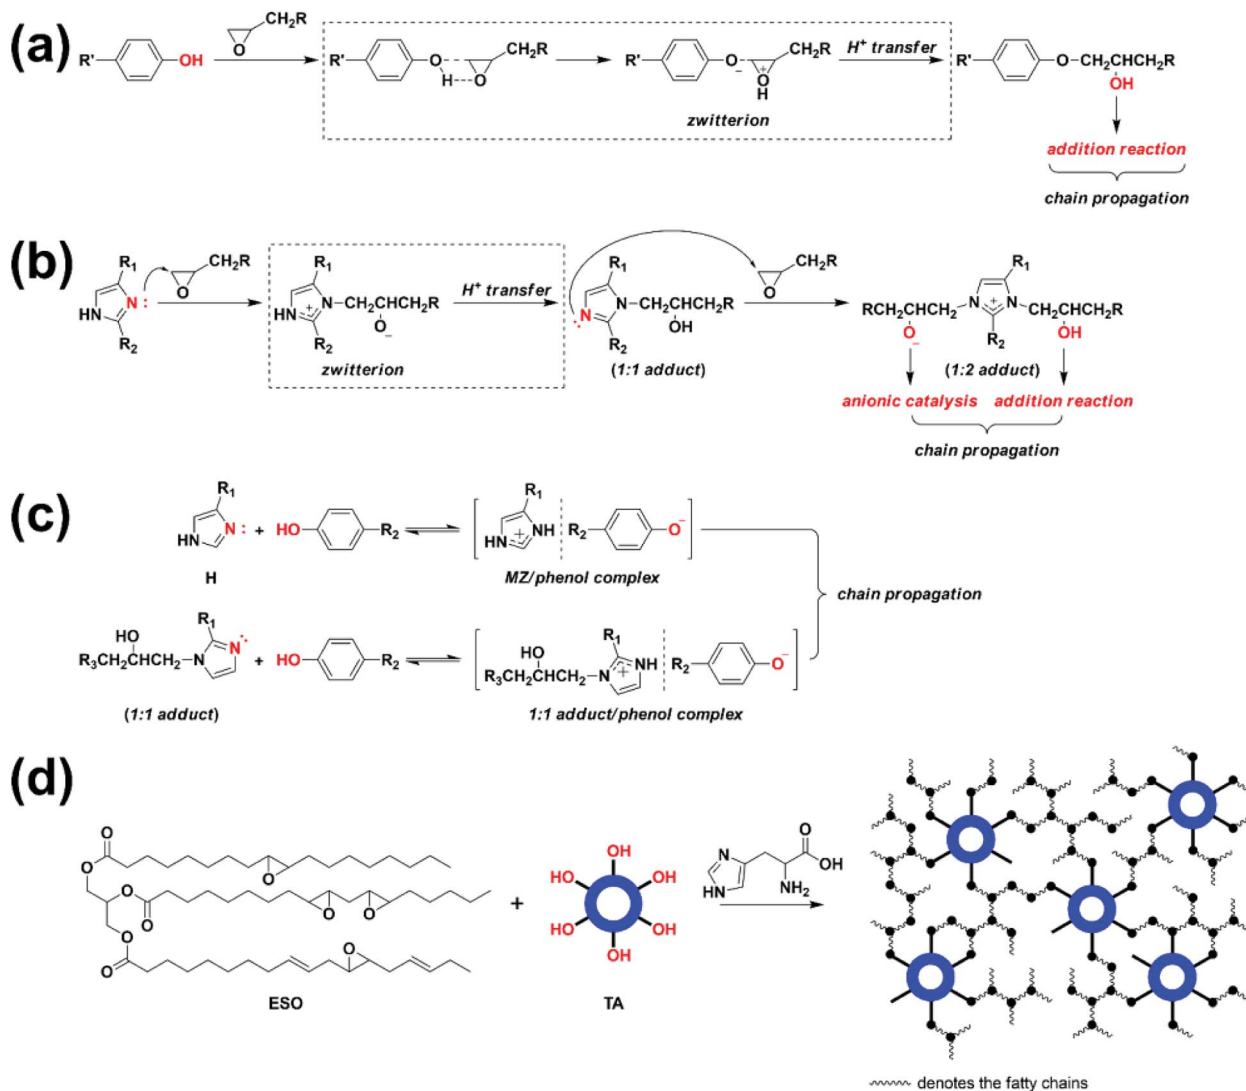 (a)
R'
OH
O
CH₂R
R'
O
H
O
CH₂R
R'
O
−
+
O
H
CH₂R
zwitterion
H⁺ transfer
R'
O−CH₂CHCH₂R
OH
addition reaction
chain propagation
(b)
R₁
N:
HN
R₂
O
CH₂R
R₁
HN
+
N−CH₂CHCH₂R
O
−
R₂
zwitterion
H⁺ transfer
R₁
N−CH₂CHCH₂R
OH
N
R₂
(1:1 adduct)
O
CH₂R
R₁
RCH₂CHCH₂−N
+
N−CH₂CHCH₂R
O
−
R₂
OH
(1:2 adduct)
anionic catalysis addition reaction
chain propagation
(c)
R₁
HN
N:
+
HO
R₂
R₁
HN
+
NH
R₂
O⁻
H
MZ/phenol complex
chain propagation
HO
R₃CH₂CHCH₂−N
R₁
N
+
HO
R₂
HO
R₃CH₂CHCH₂−N
R₁
NH
+
R₂
O⁻
(1:1 adduct)
1:1 adduct/phenol complex
(d)
O
O
O
O
O
O
O
O
O
O
ESO
+
OH
HO
OH
HO
OH
OH
TA
N
HN
O
OH
NH₂
denotes the fatty chains